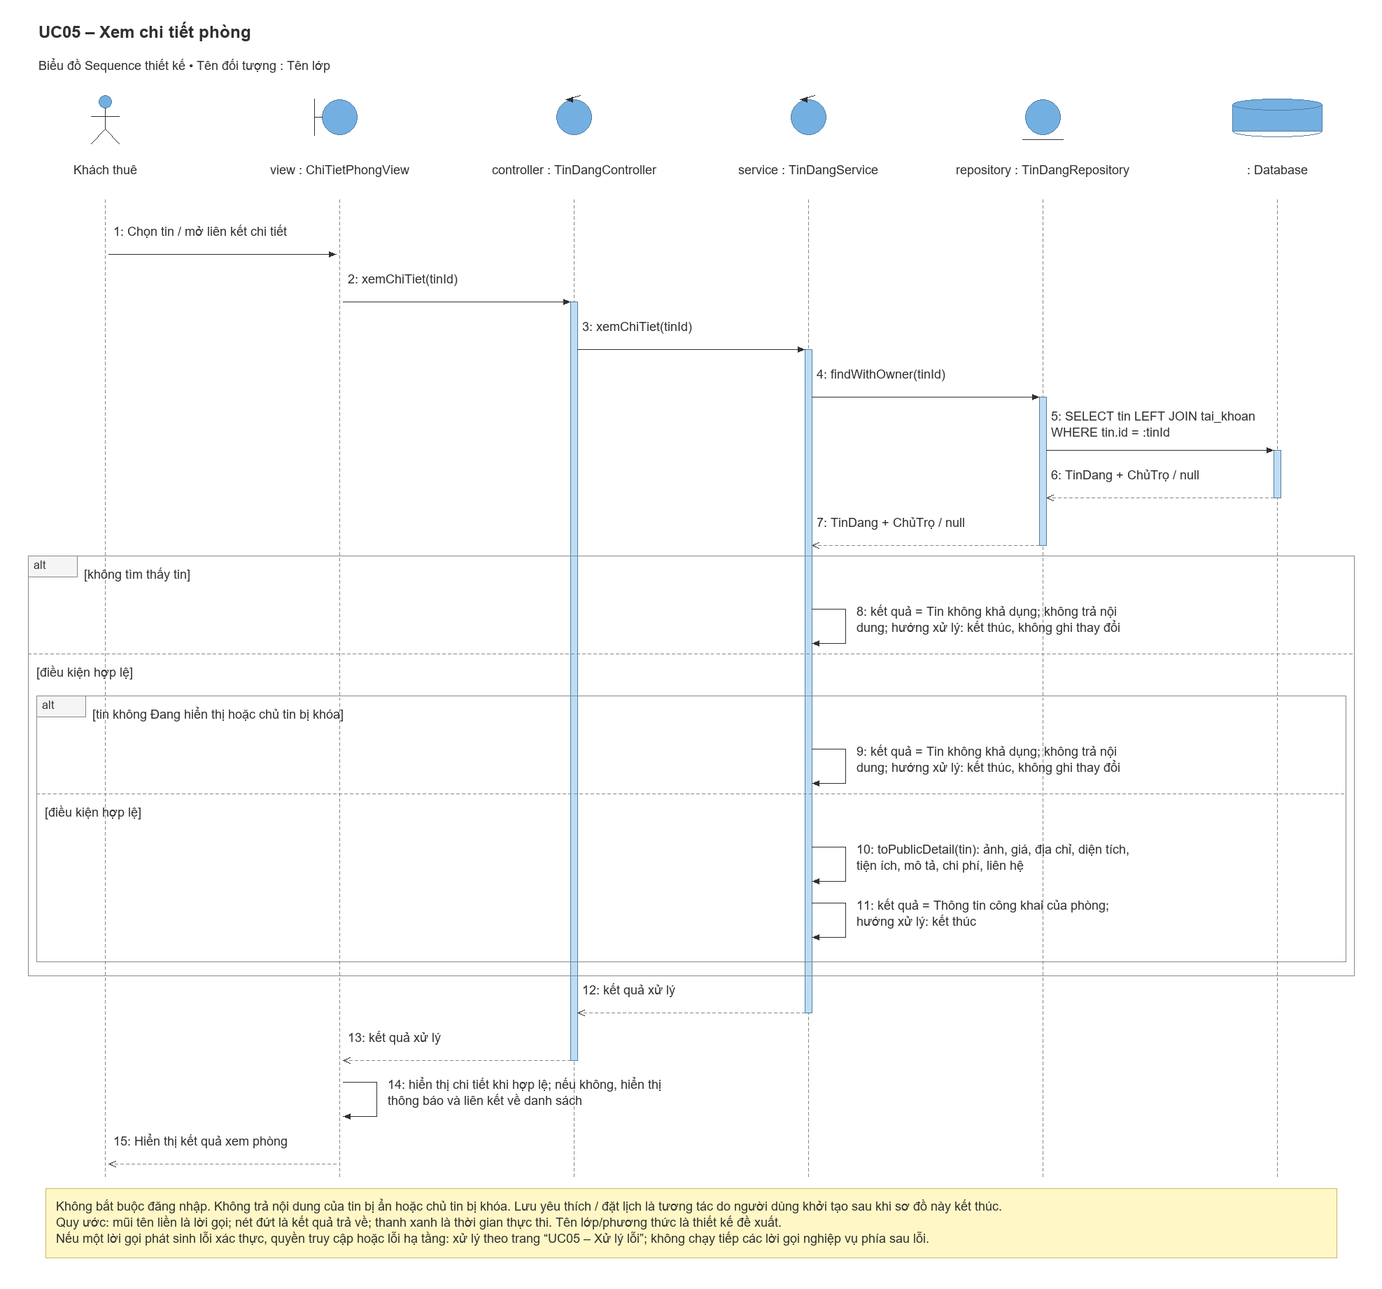 UC05 – Xem chi tiết phòng
Biểu đồ Sequence thiết kế • Tên đối tượng : Tên lớp
Khách thuê
view : ChiTietPhongView
controller : TinDangController
service : TinDangService
repository : TinDangRepository
: Database
1: Chọn tin / mở liên kết chi tiết
2: xemChiTiet(tinId)
3: xemChiTiet(tinId)
4: findWithOwner(tinId)
5: SELECT tin LEFT JOIN tai_khoan
WHERE tin.id = :tinId
6: TinDang + ChủTrọ / null
7: TinDang + ChủTrọ / null
alt
[không tìm thấy tin]
8: kết quả = Tin không khả dụng; không trả nội
dung; hướng xử lý: kết thúc, không ghi thay đổi
[điều kiện hợp lệ]
alt
[tin không Đang hiển thị hoặc chủ tin bị khóa]
9: kết quả = Tin không khả dụng; không trả nội
dung; hướng xử lý: kết thúc, không ghi thay đổi
[điều kiện hợp lệ]
10: toPublicDetail(tin): ảnh, giá, địa chỉ, diện tích,
tiện ích, mô tả, chi phí, liên hệ
11: kết quả = Thông tin công khai của phòng;
hướng xử lý: kết thúc
12: kết quả xử lý
13: kết quả xử lý
14: hiển thị chi tiết khi hợp lệ; nếu không, hiển thị
thông báo và liên kết về danh sách
15: Hiển thị kết quả xem phòng
Không bắt buộc đăng nhập. Không trả nội dung của tin bị ẩn hoặc chủ tin bị khóa. Lưu yêu thích / đặt lịch là tương tác do người dùng khởi tạo sau khi sơ đồ này kết thúc.
Quy ước: mũi tên liền là lời gọi; nét đứt là kết quả trả về; thanh xanh là thời gian thực thi. Tên lớp/phương thức là thiết kế đề xuất.
Nếu một lời gọi phát sinh lỗi xác thực, quyền truy cập hoặc lỗi hạ tầng: xử lý theo trang “UC05 – Xử lý lỗi”; không chạy tiếp các lời gọi nghiệp vụ phía sau lỗi.